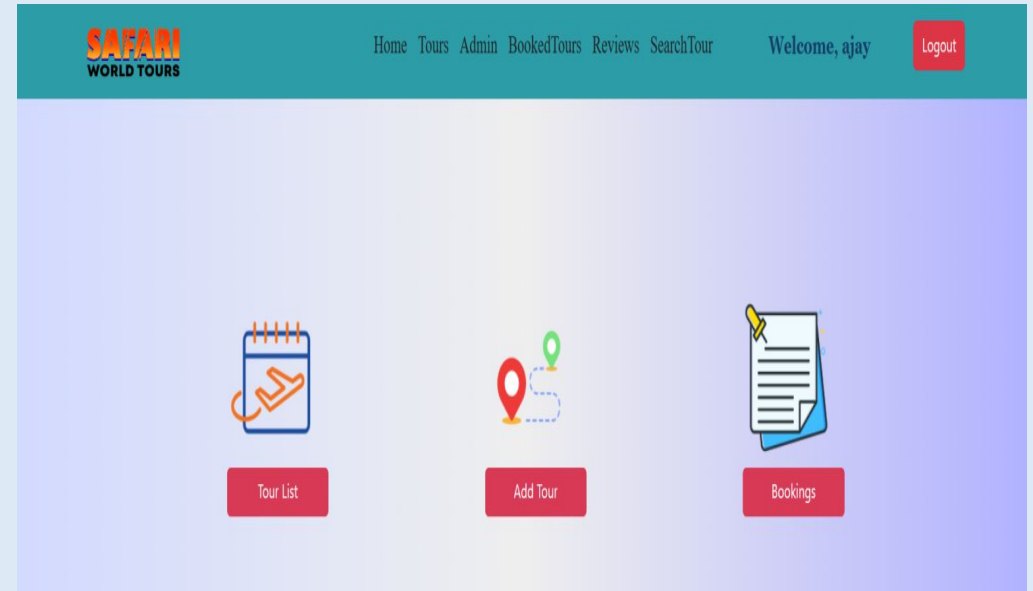 SAFARI
WORLD TOURS
Home Tours Admin BookedTours Reviews SearchTour Welcome, ajay Logout
Tour List Add Tour Bookings